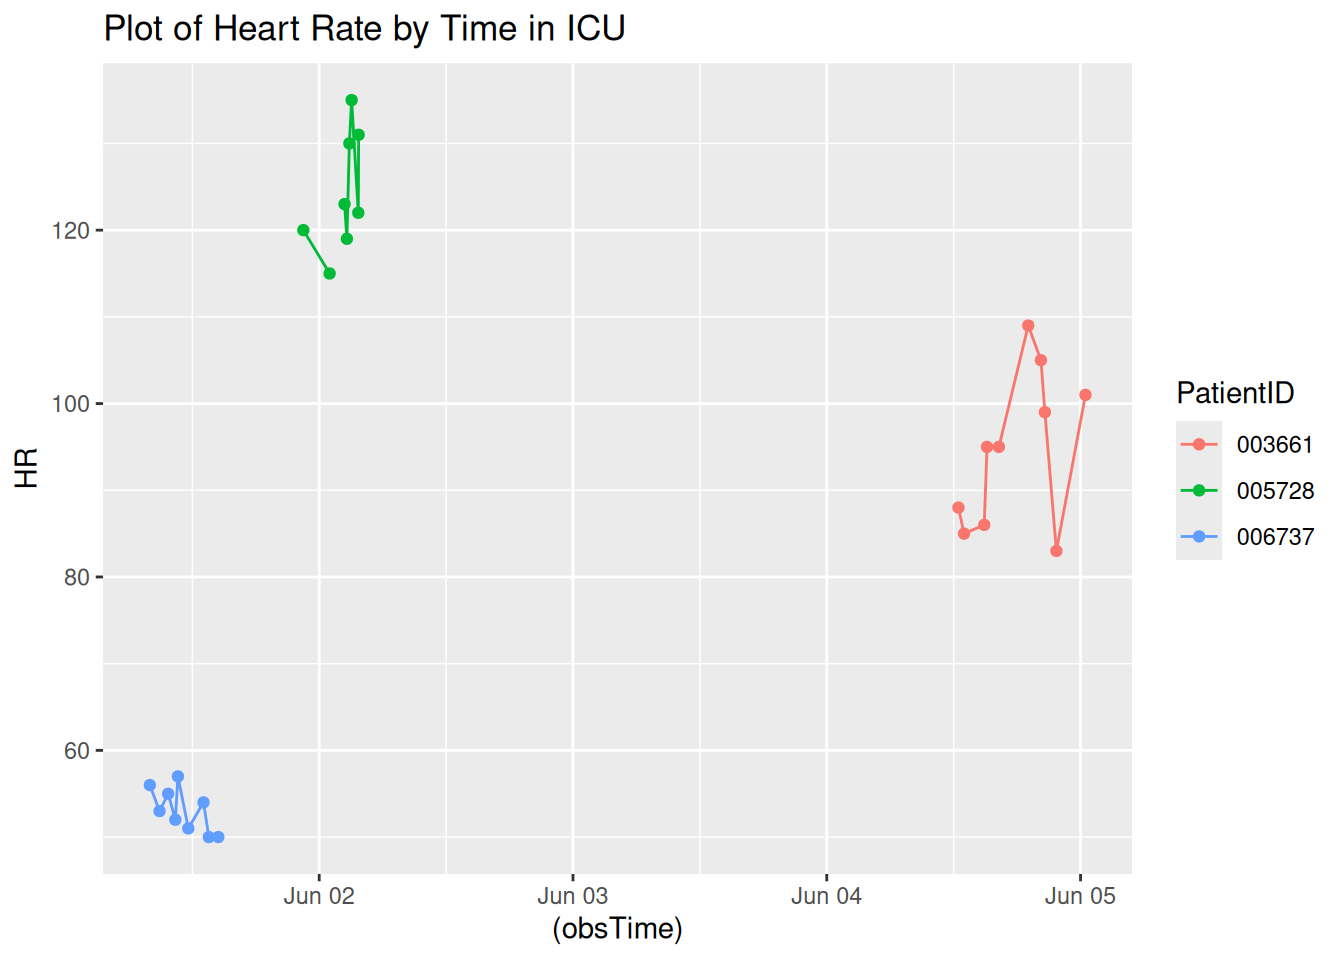 Plot of Heart Rate by Time in ICU
HR
120
100
80
60
Jun 02
Jun 03
Jun 04
Jun 05
(obsTime)
PatientID
003661
005728
006737